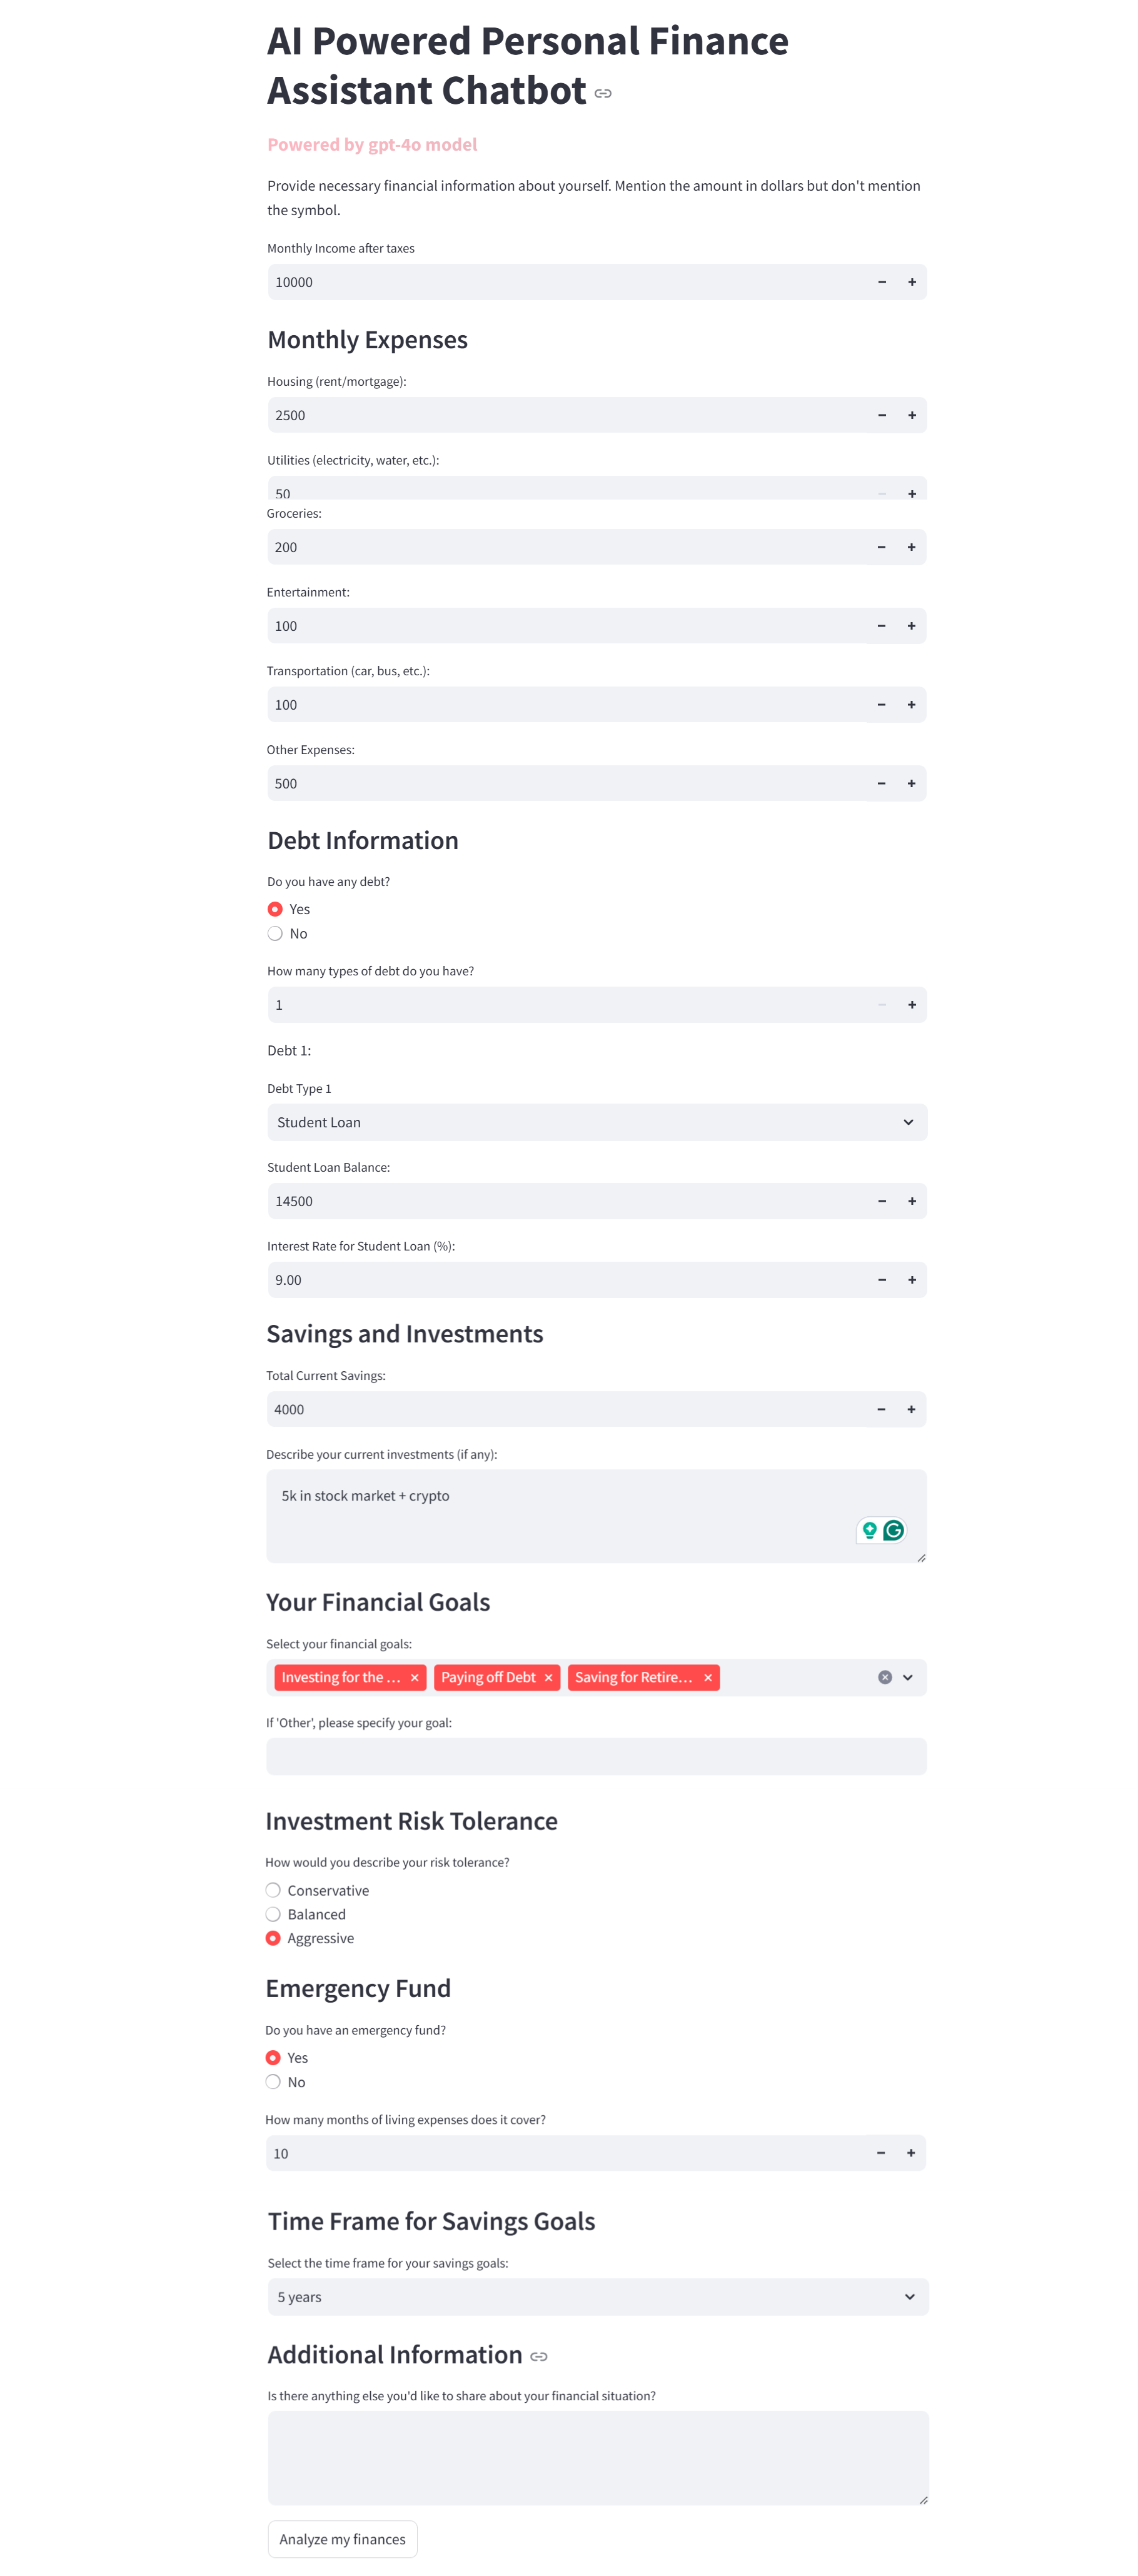 AI Powered Personal Finance
Assistant Chatbot
Powered by gpt-4o model
Provide necessary financial information about yourself. Mention the amount in dollars but don't mention
the symbol.
Monthly Income after taxes
10000
Monthly Expenses
Housing (rent/mortgage):
2500
Utilities (electricity, water, etc.):
50
Groceries:
200
Entertainment:
100
Transportation (car, bus, etc.):
100
Other Expenses:
500
Debt Information
Do you have any debt?
Yes
No
How many types of debt do you have?
1
Debt 1:
Debt Type 1
Student Loan
Student Loan Balance:
14500
Interest Rate for Student Loan (%):
9.00
Savings and Investments
Total Current Savings:
4000
Describe your current investments (if any):
5k in stock market + crypto
Your Financial Goals
Select your financial goals:
Investing for the ... Paying off Debt Saving for Retire...
If 'Other', please specify your goal:
Investment Risk Tolerance
How would you describe your risk tolerance?
Conservative
Balanced
Aggressive
Emergency Fund
Do you have an emergency fund?
Yes
No
How many months of living expenses does it cover?
10
Time Frame for Savings Goals
Select the time frame for your savings goals:
5 years
Additional Information
Is there anything else you'd like to share about your financial situation?
Analyze my finances